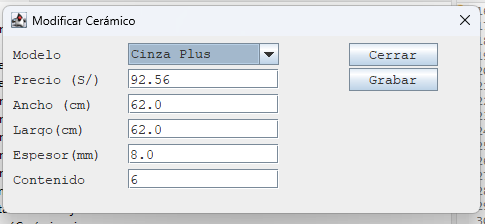 Modificar Cerámico
Modelo Cinza Plus Cerrar
Precio (S/) 92.56 Grabar
Ancho (cm) 62.0
Largo(cm) 62.0
Espesor(mm) 8.0
Contenido 6